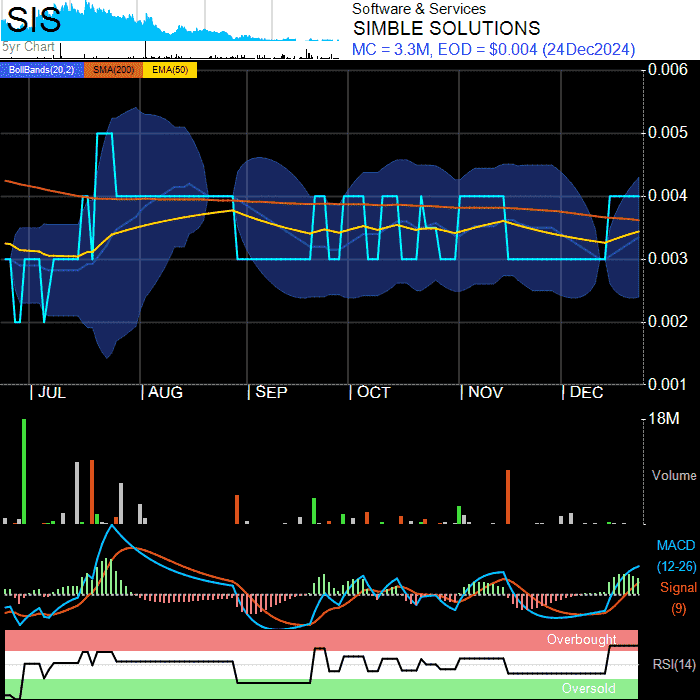 SIS
5yr Chart
Software & Services
SIMBLE SOLUTIONS
MC = 3.3M, EOD = $0.004 (24Dec2024)
BollBands(20,2) SMA(200) EMA(50)
0.006
0.005
0.004
0.003
0.002
0.001
JUL AUG SEP OCT NOV DEC
18M
Volume
MACD
(12-26)
Signal
(9)
Overbought
RSI(14)
Oversold